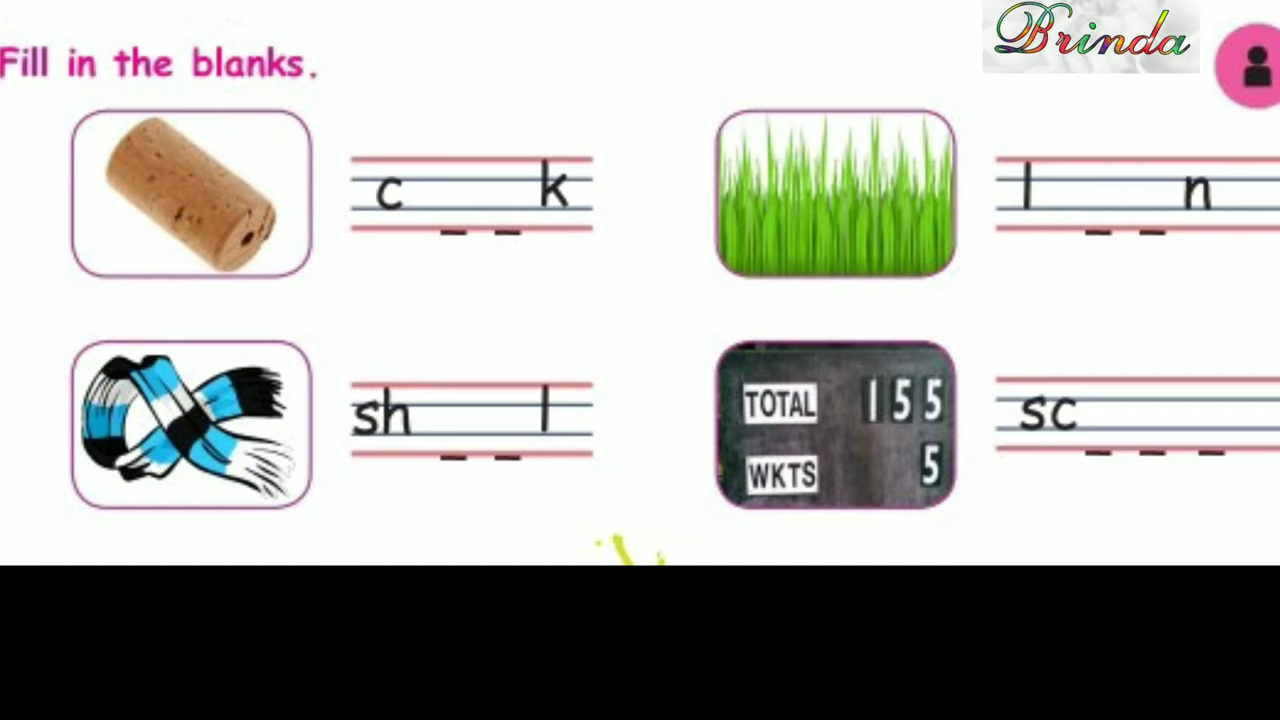 Brinda
Fill in the blanks.
c _ _ k
l _ _ n
sh _ _ l
sc _ _ _
TOTAL 155
WKTS 5